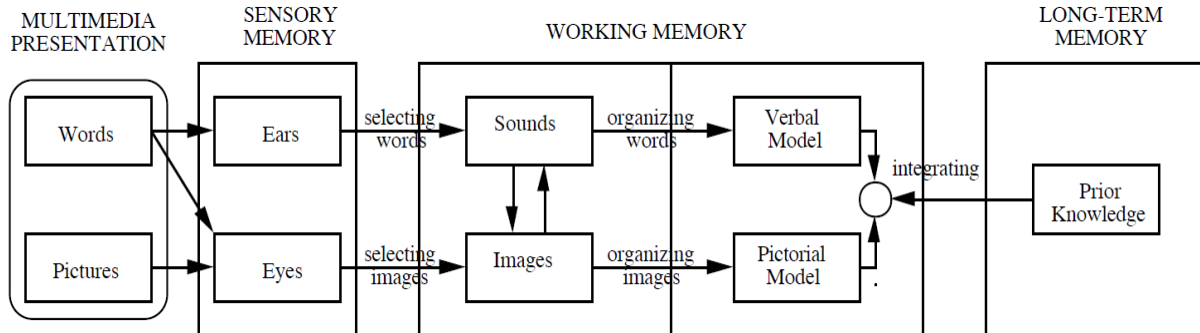 MULTIMEDIA
PRESENTATION
SENSORY
MEMORY
WORKING MEMORY
LONG-TERM
MEMORY
Words
Ears
selecting
words
Sounds
organizing
words
Verbal
Model
integrating
Prior
Knowledge
Pictures
Eyes
selecting
images
Images
organizing
images
Pictorial
Model